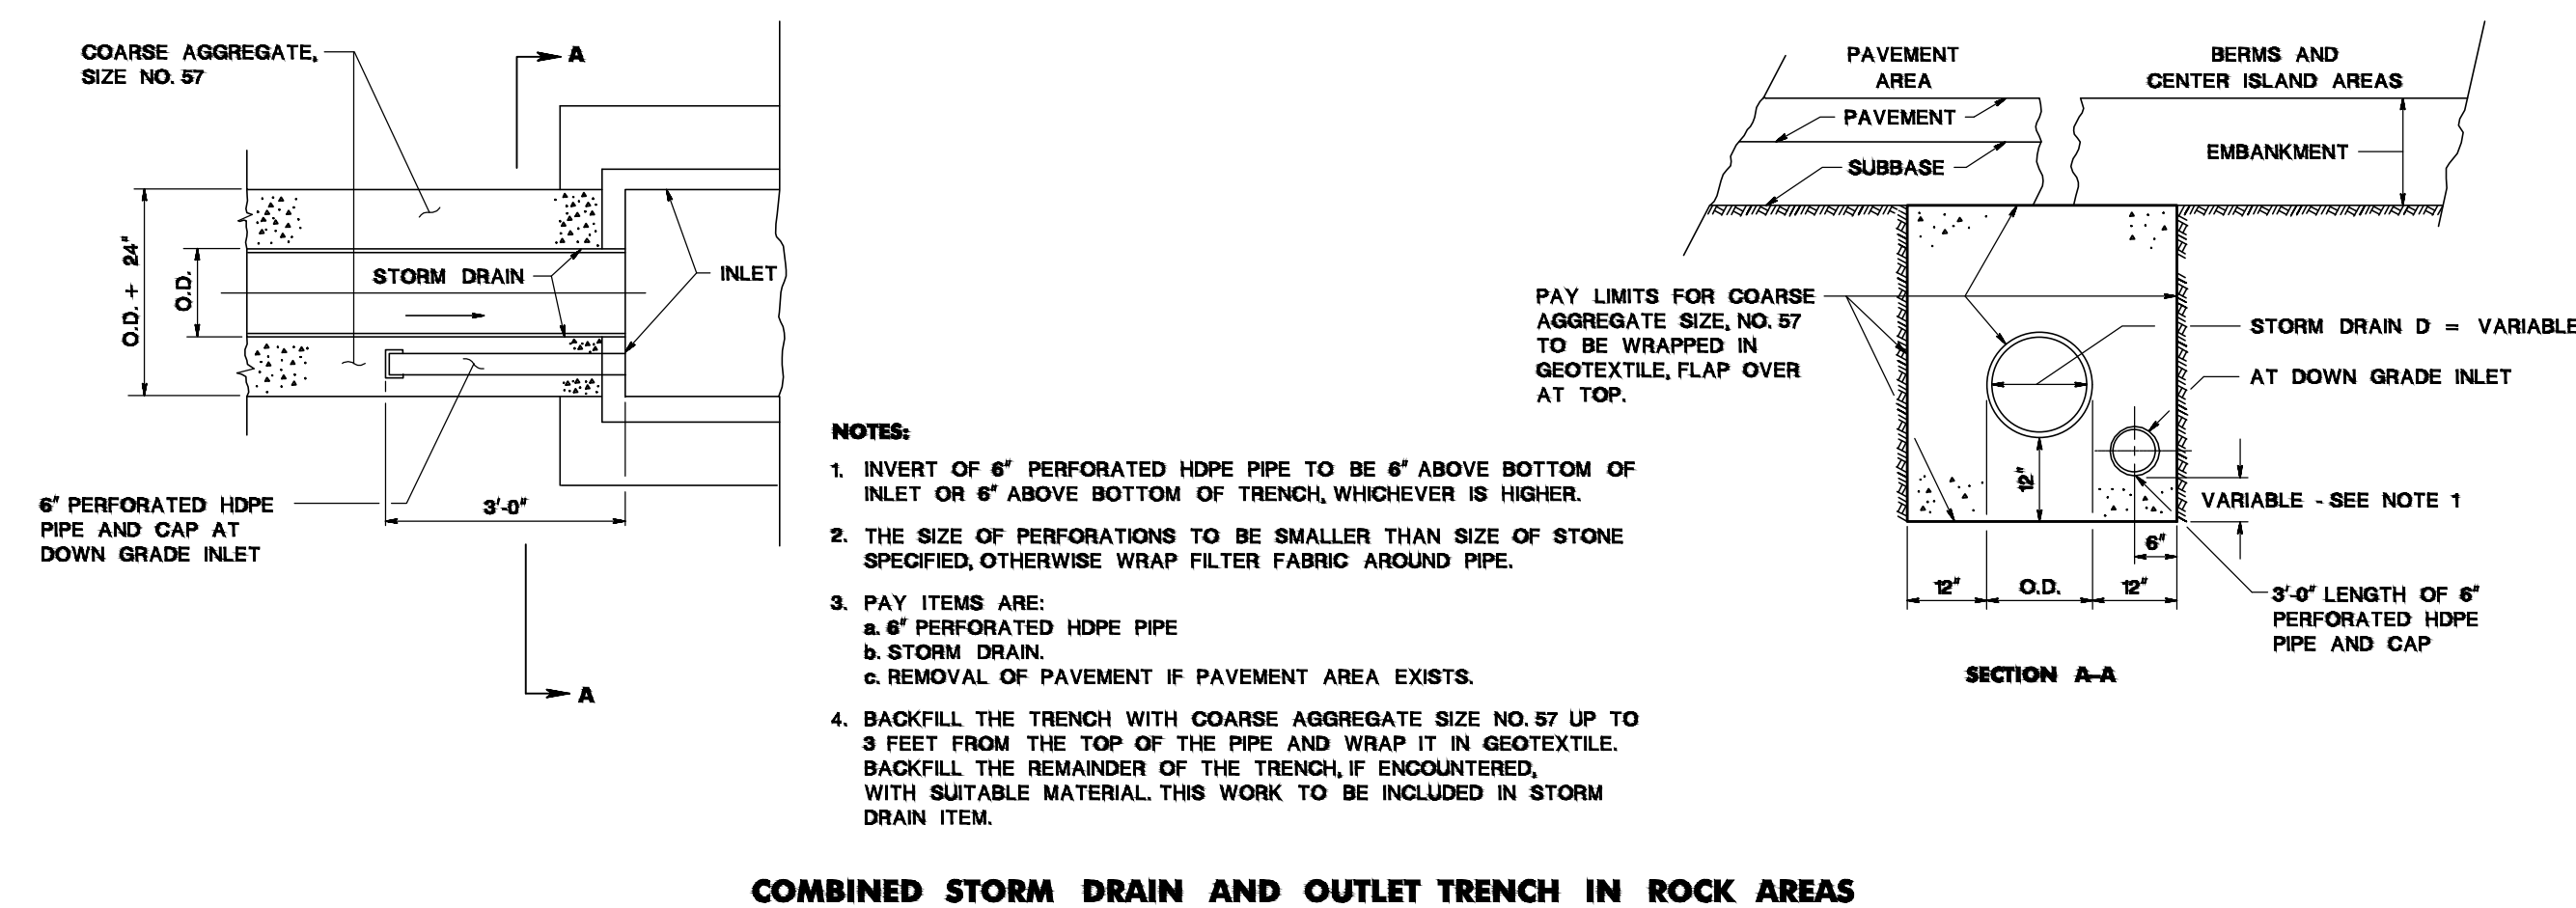 COARSE AGGREGATE,
SIZE NO. 57
A
O.D. + 24"
O.D.
STORM DRAIN
INLET
6" PERFORATED HDPE
PIPE AND CAP AT
DOWN GRADE INLET
3'-0"
A
NOTES:
1. INVERT OF 6" PERFORATED HDPE PIPE TO BE 6" ABOVE BOTTOM OF
INLET OR 6" ABOVE BOTTOM OF TRENCH, WHICHEVER IS HIGHER.
2. THE SIZE OF PERFORATIONS TO BE SMALLER THAN SIZE OF STONE
SPECIFIED, OTHERWISE WRAP FILTER FABRIC AROUND PIPE.
3. PAY ITEMS ARE:
a. 6" PERFORATED HDPE PIPE
b. STORM DRAIN.
c. REMOVAL OF PAVEMENT IF PAVEMENT AREA EXISTS.
4. BACKFILL THE TRENCH WITH COARSE AGGREGATE SIZE NO. 57 UP TO
3 FEET FROM THE TOP OF THE PIPE AND WRAP IT IN GEOTEXTILE.
BACKFILL THE REMAINDER OF THE TRENCH, IF ENCOUNTERED,
WITH SUITABLE MATERIAL. THIS WORK TO BE INCLUDED IN STORM
DRAIN ITEM.
PAVEMENT
AREA
BERMS AND
CENTER ISLAND AREAS
PAVEMENT
SUBBASE
EMBANKMENT
PAY LIMITS FOR COARSE
AGGREGATE SIZE, NO. 57
TO BE WRAPPED IN
GEOTEXTILE, FLAP OVER
AT TOP.
STORM DRAIN D = VARIABLE
AT DOWN GRADE INLET
12"
VARIABLE - SEE NOTE 1
6"
12"
O.D.
12"
3'-0" LENGTH OF 6"
PERFORATED HDPE
PIPE AND CAP
SECTION A-A
COMBINED STORM DRAIN AND OUTLET TRENCH IN ROCK AREAS